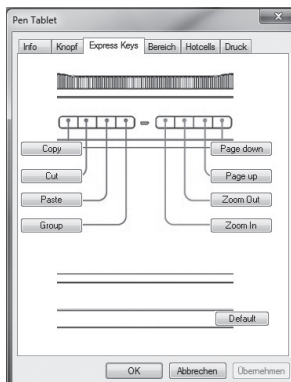 Pen Tablet
Info Knopf Express Keys Bereich Hotcells Druck
Copy Page down
Cut Page up
Paste Zoom Out
Group Zoom In
Default
OK Abbrechen Übernehmen